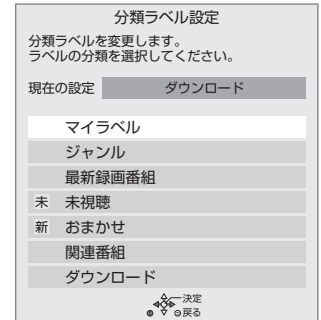 分類ラベル設定
分類ラベルを変更します。
ラベルの分類を選択してください。
現在の設定 ダウンロード
マイラベル
ジャンル
最新録画番組
未 未視聴
新 おまかせ
関連番組
ダウンロード
決定
戻る